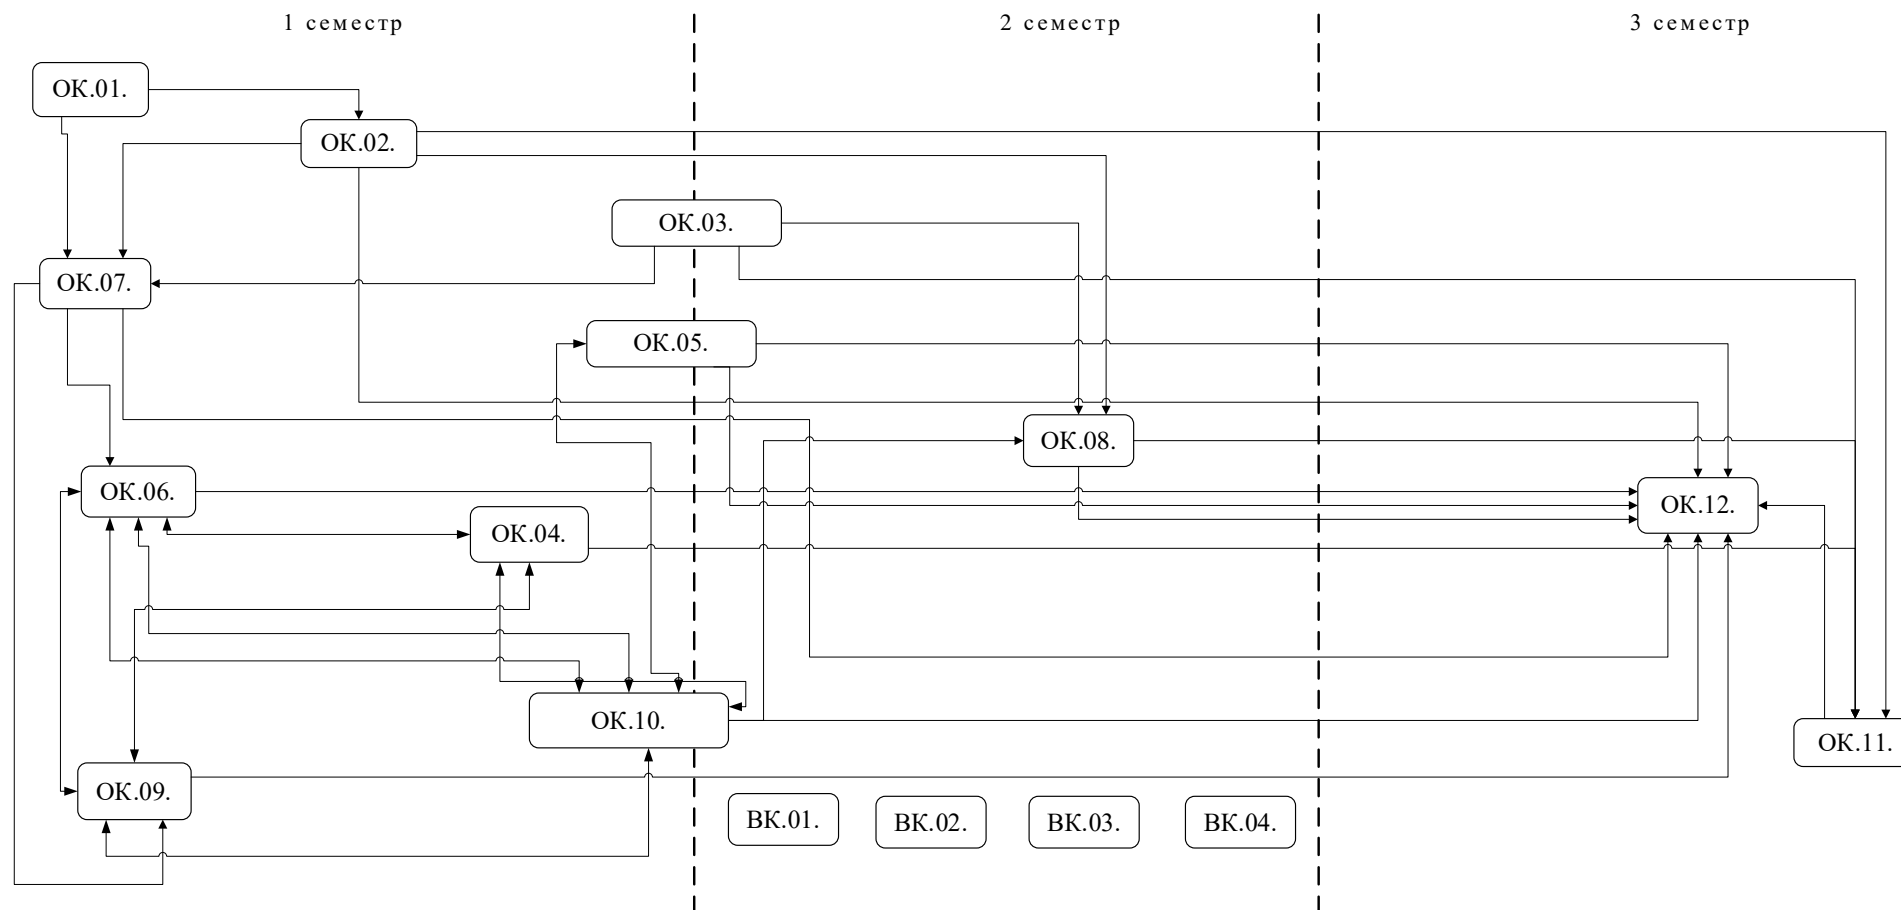 1 семестр
2 семестр
3 семестр
ОК.01.
ОК.02.
ОК.03.
ОК.07.
ОК.05.
ОК.08.
ОК.06.
ОК.12.
ОК.04.
ОК.10.
ОК.11.
ОК.09.
ВК.01.
ВК.02.
ВК.03.
ВК.04.